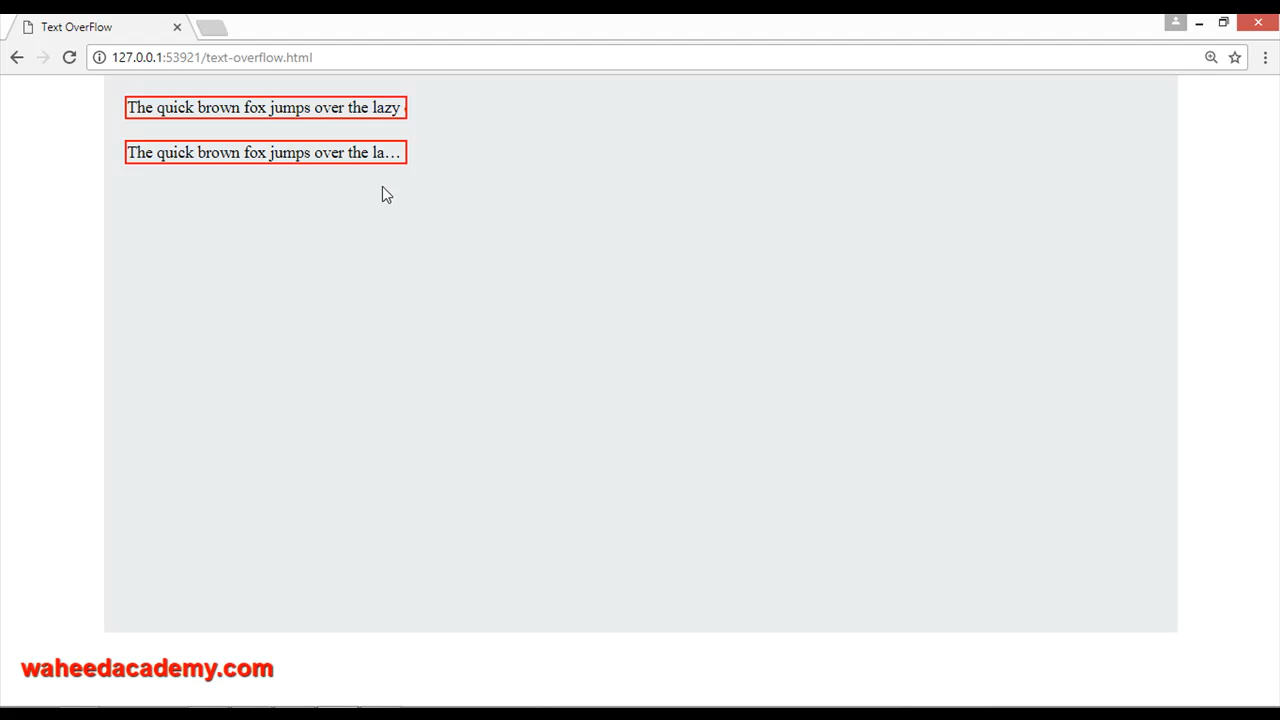 Text OverFlow
127.0.0.1:53921/text-overflow.html
The quick brown fox jumps over the lazy
The quick brown fox jumps over the la...
waheedacademy.com